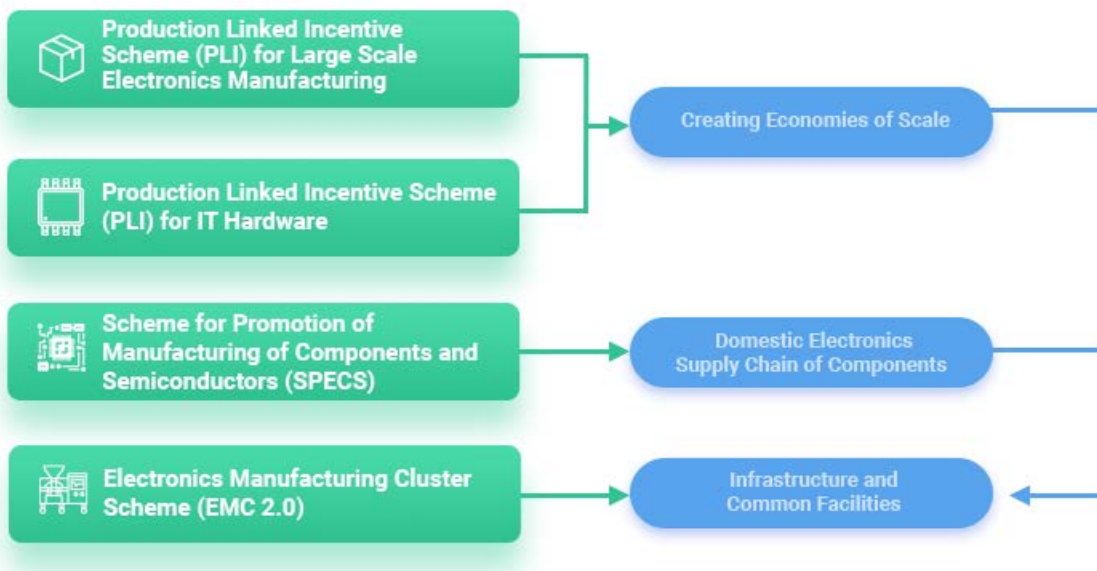 Production Linked Incentive
Scheme (PLI) for Large Scale
Electronics Manufacturing
Creating Economies of Scale
Production Linked Incentive Scheme
(PLI) for IT Hardware
Scheme for Promotion of
Manufacturing of Components and
Semiconductors (SPECS)
Domestic Electronics
Supply Chain of Components
Electronics Manufacturing Cluster
Scheme (EMC 2.0)
Infrastructure and
Common Facilities